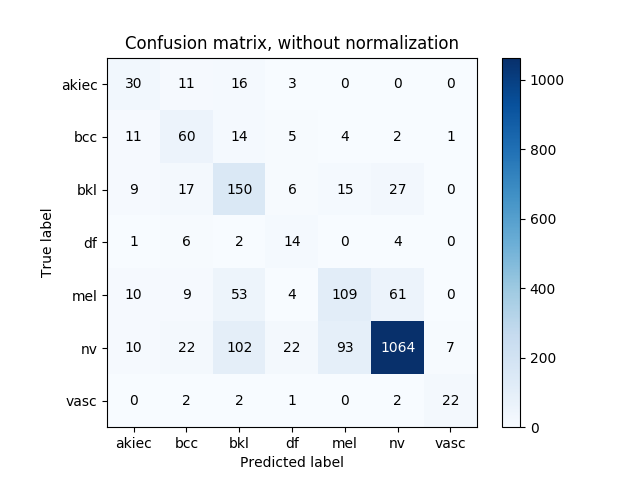 Confusion matrix, without normalization
True label
akiec 30 11 16 3 0 0 0
bcc 11 60 14 5 4 2 1
bkl 9 17 150 6 15 27 0
df 1 6 2 14 0 4 0
mel 10 9 53 4 109 61 0
nv 10 22 102 22 93 1064 7
vasc 0 2 2 1 0 2 22
akiec bcc bkl df mel nv vasc
Predicted label
1000
800
600
400
200
0